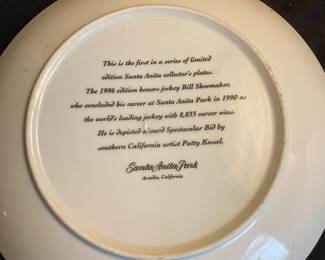 This is the first in a series of limited
edition Santa Anita collector's plates.
The 1996 edition honors jockey Bill Shoemaker,
who concluded his career at Santa Anita Park in 1990 as
the world's leading jockey with 8,833 career wins.
He is depicted aboard Spectacular Bid by
southern California artist Patty Kessel.
Santa Anita Park
Arcadia, California